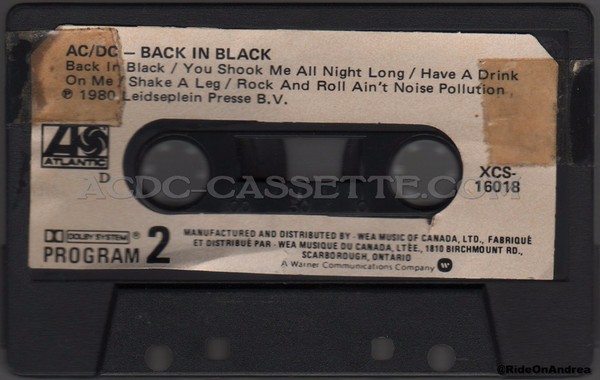 AC/DC – BACK IN BLACK
Back In Black / You Shook Me All Night Long / Have A Drink
On Me / Shake A Leg / Rock And Roll Ain't Noise Pollution
℗ 1980 Leidseplein Presse B.V.
ATLANTIC
D
ACDC-CASSETTE.COM
XCS-
16018
DOLBY SYSTEM ®
PROGRAM 2
MANUFACTURED AND DISTRIBUTED BY - WEA MUSIC OF CANADA, LTD., FABRIQUÉ
ET DISTRIBUÉ PAR - WEA MUSIQUE DU CANADA, LTÉE., 1810 BIRCHMOUNT RD.,
SCARBOROUGH, ONTARIO
A Warner Communications Company
©RideOnAndrea